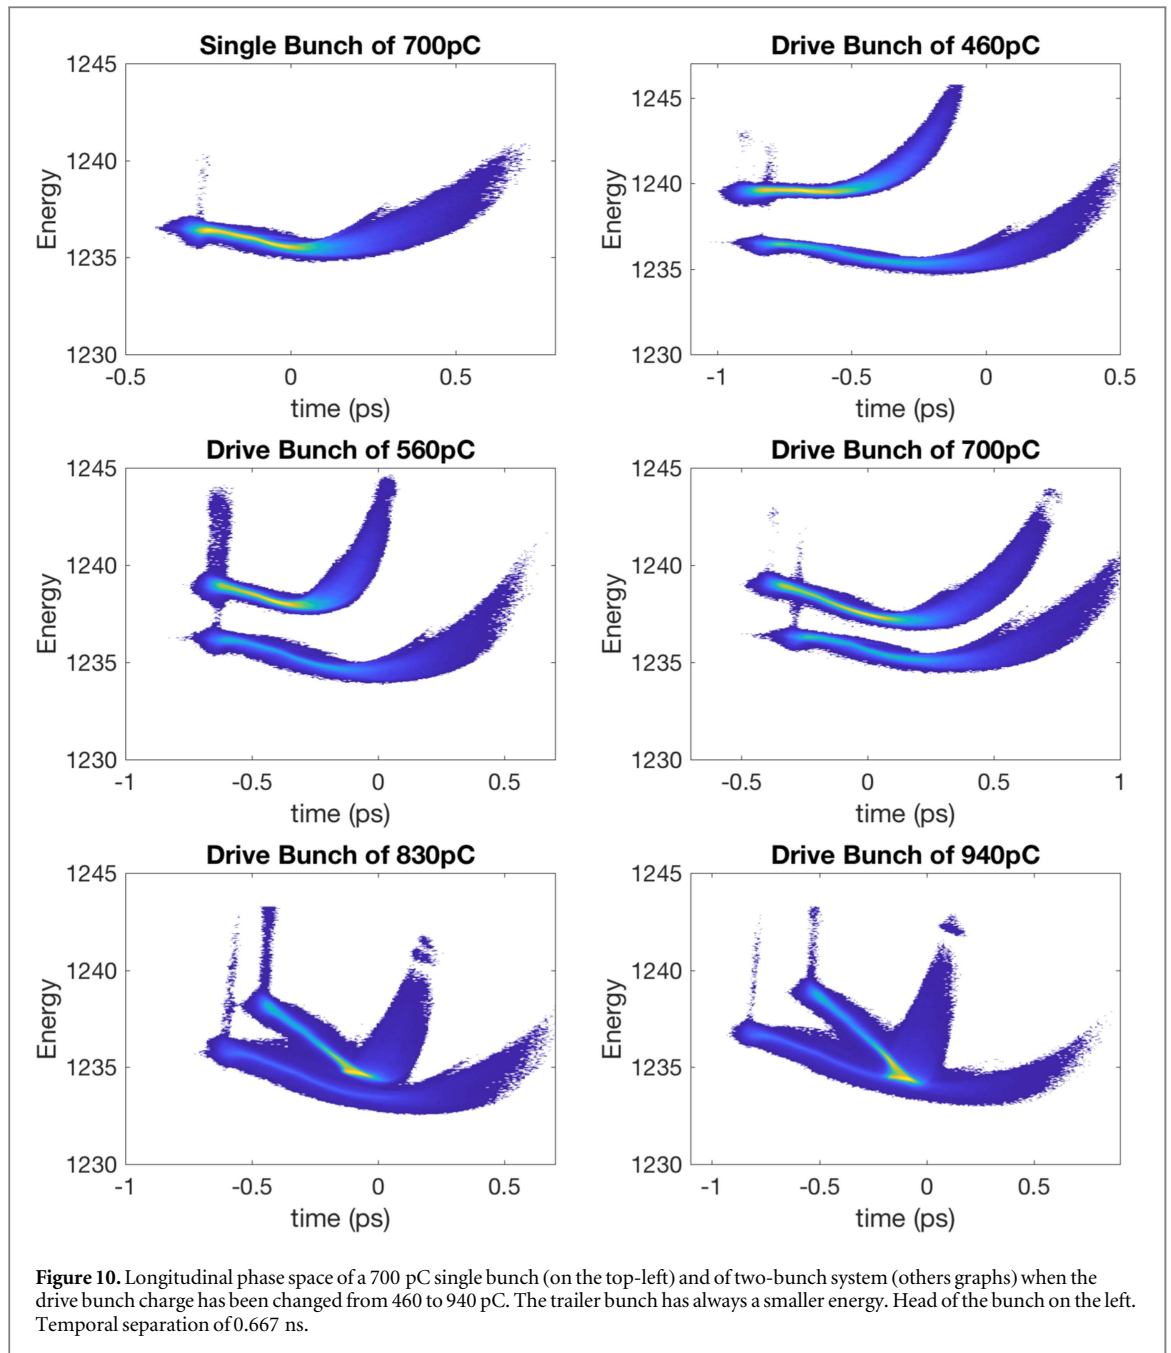 Single Bunch of 700pC
1245
1240
1235
1230
Energy
-0.5
0
0.5
time (ps)
Drive Bunch of 460pC
1245
1240
1235
1230
Energy
-1
-0.5
0
0.5
time (ps)
Drive Bunch of 560pC
1245
1240
1235
1230
Energy
-1
-0.5
0
0.5
time (ps)
Drive Bunch of 700pC
1245
1240
1235
1230
Energy
-0.5
0
0.5
1
time (ps)
Drive Bunch of 830pC
1245
1240
1235
1230
Energy
-1
-0.5
0
0.5
time (ps)
Drive Bunch of 940pC
1245
1240
1235
1230
Energy
-1
-0.5
0
0.5
time (ps)
Figure 10. Longitudinal phase space of a 700 pC single bunch (on the top-left) and of two-bunch system (others graphs) when the
drive bunch charge has been changed from 460 to 940 pC. The trailer bunch has always a smaller energy. Head of the bunch on the left.
Temporal separation of 0.667 ns.